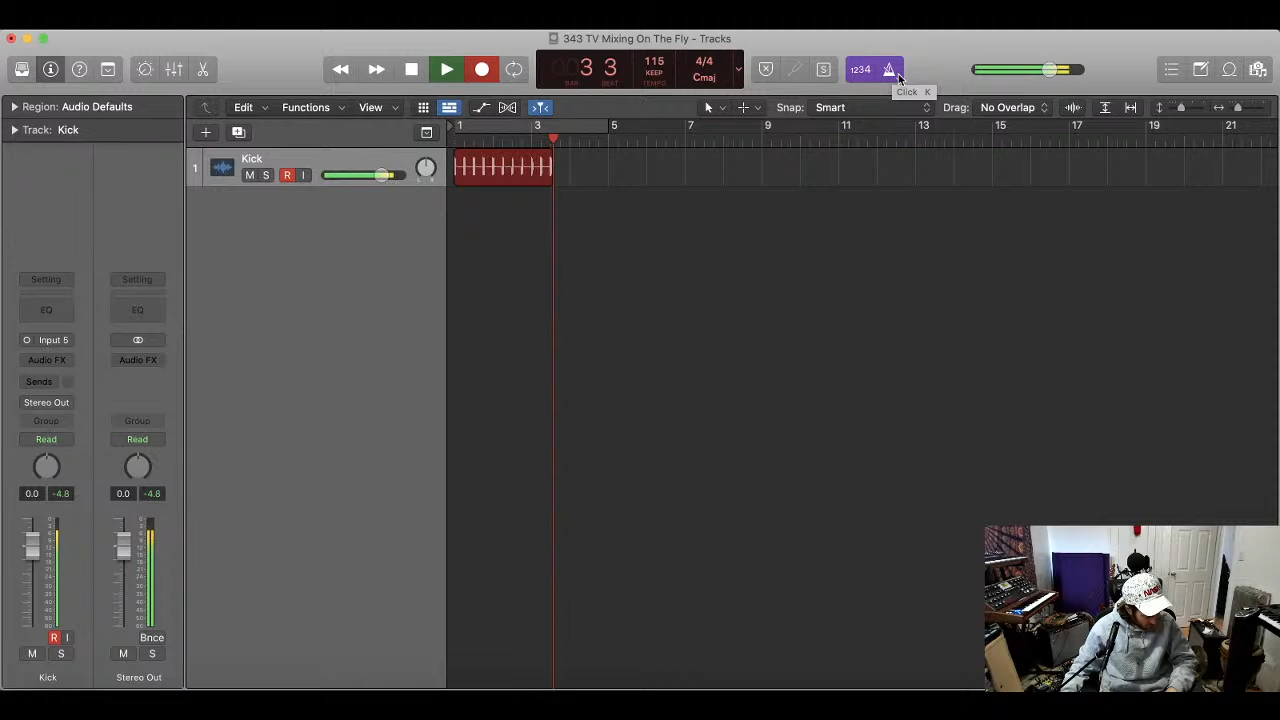 343 TV Mixing On The Fly - Tracks
3 3
BAR BEAT
115
KEEP
TEMPO
4/4
Cmaj
S
1234
Click K
Region: Audio Defaults
Track: Kick
Edit Functions View
Snap: Smart
Drag: No Overlap
1 3 5 7 9 11 13 15 17 19 21
1 Kick
M S R I
Setting Setting
EQ EQ
Input 5
Audio FX Audio FX
Sends
Stereo Out
Group Group
Read Read
0.0 -4.8 0.0 -4.8
R I Bnce
M S M S
Kick Stereo Out